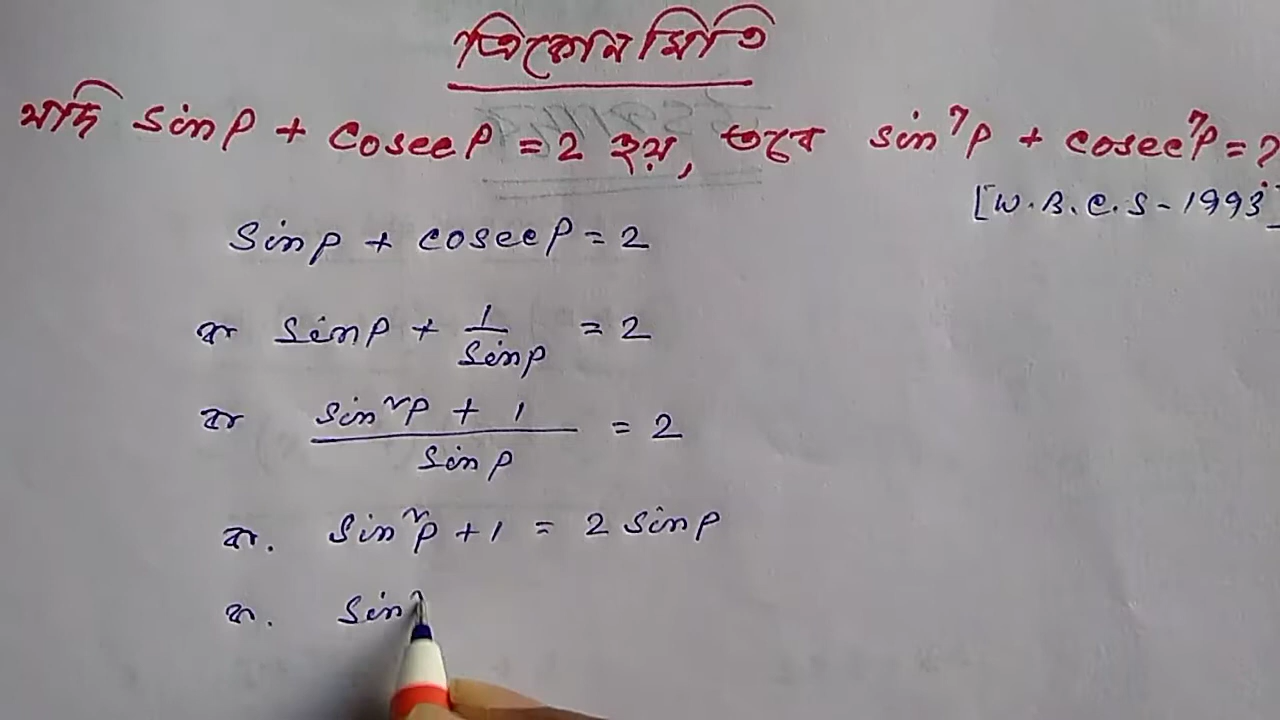 ত্রিকোনমিতি
যদি sinP + cosecP = 2 হয়, তবে sin⁷P + cosec⁷P = ?
[W.B.C.S - 1993]
sinp + cosecP = 2
বা sinP + 1/sinp = 2
বা (sin²P + 1)/sinp = 2
বা. sin²p + 1 = 2 sinp
বা. sin²